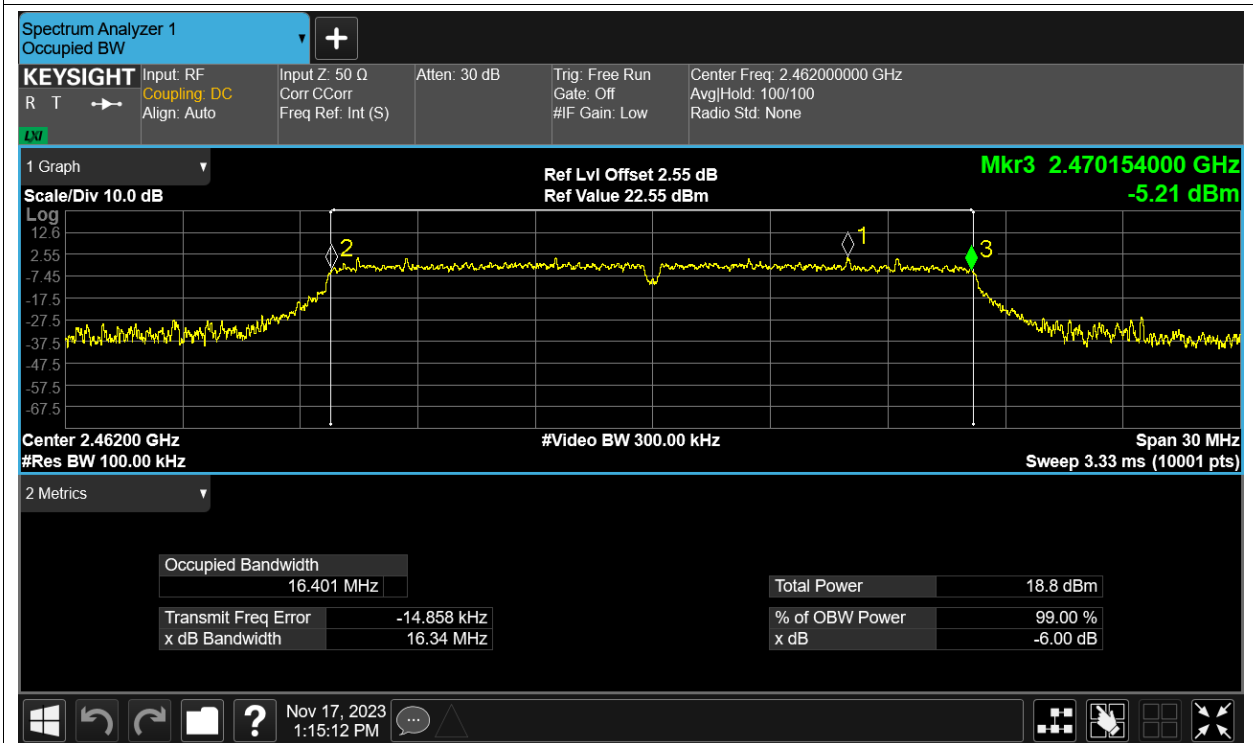 Spectrum Analyzer 1
Occupied BW
KEYSIGHT
R T
LXI
Input: RF
Coupling: DC
Align: Auto
Input Z: 50 Ω
Corr CCorr
Freq Ref: Int (S)
Atten: 30 dB
Trig: Free Run
Gate: Off
#IF Gain: Low
Center Freq: 2.462000000 GHz
Avg|Hold: 100/100
Radio Std: None
1 Graph
Scale/Div 10.0 dB
Ref Lvl Offset 2.55 dB
Ref Value 22.55 dBm
Mkr3 2.470154000 GHz
-5.21 dBm
Log
12.6
2.55
-7.45
-17.5
-27.5
-37.5
-47.5
-57.5
-67.5
2
1
3
Center 2.46200 GHz
#Res BW 100.00 kHz
#Video BW 300.00 kHz
Span 30 MHz
Sweep 3.33 ms (10001 pts)
2 Metrics
Occupied Bandwidth
16.401 MHz
Transmit Freq Error -14.858 kHz
x dB Bandwidth 16.34 MHz
Total Power 18.8 dBm
% of OBW Power 99.00 %
x dB -6.00 dB
?
Nov 17, 2023
1:15:12 PM